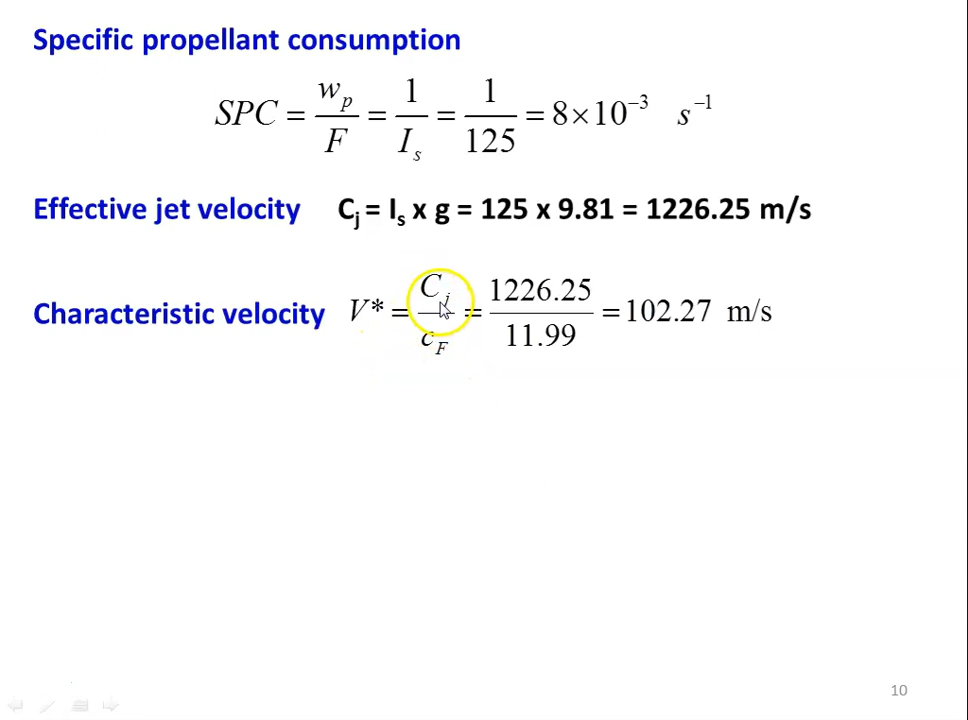 Specific propellant consumption
SPC = w_p / F = 1 / I_s = 1 / 125 = 8×10⁻³ s⁻¹
Effective jet velocity C_j = I_s x g = 125 x 9.81 = 1226.25 m/s
Characteristic velocity V* = C_j / c_F = 1226.25 / 11.99 = 102.27 m/s
10